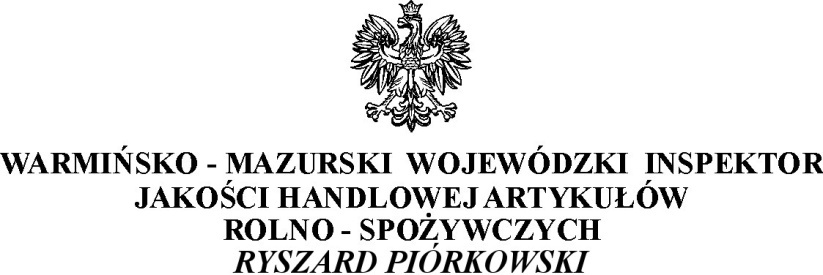 WARMIŃSKO - MAZURSKI WOJEWÓDZKI INSPEKTOR
JAKOŚCI HANDLOWEJ ARTYKUŁÓW
ROLNO - SPOŻYWCZYCH
RYSZARD PIÓRKOWSKI